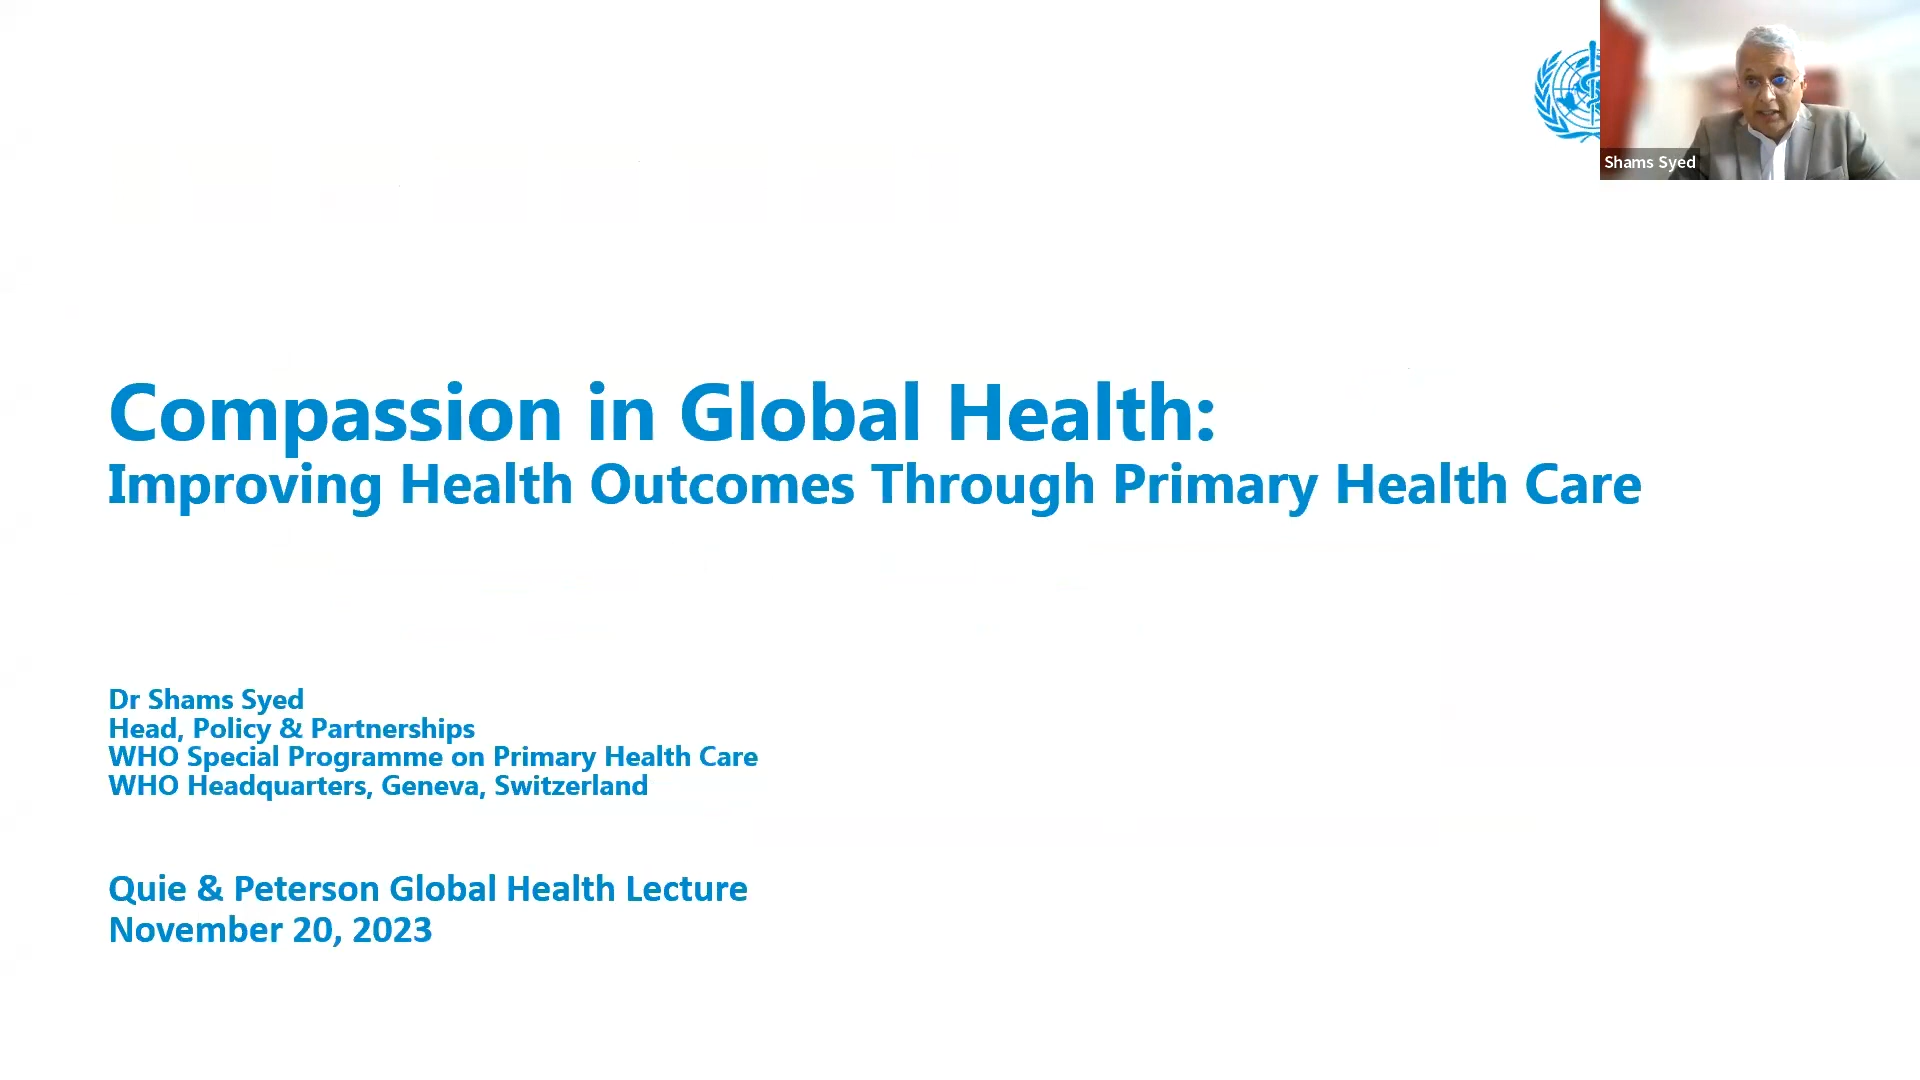 Shams Syed
Compassion in Global Health:
Improving Health Outcomes Through Primary Health Care
Dr Shams Syed
Head, Policy & Partnerships
WHO Special Programme on Primary Health Care
WHO Headquarters, Geneva, Switzerland
Quie & Peterson Global Health Lecture
November 20, 2023